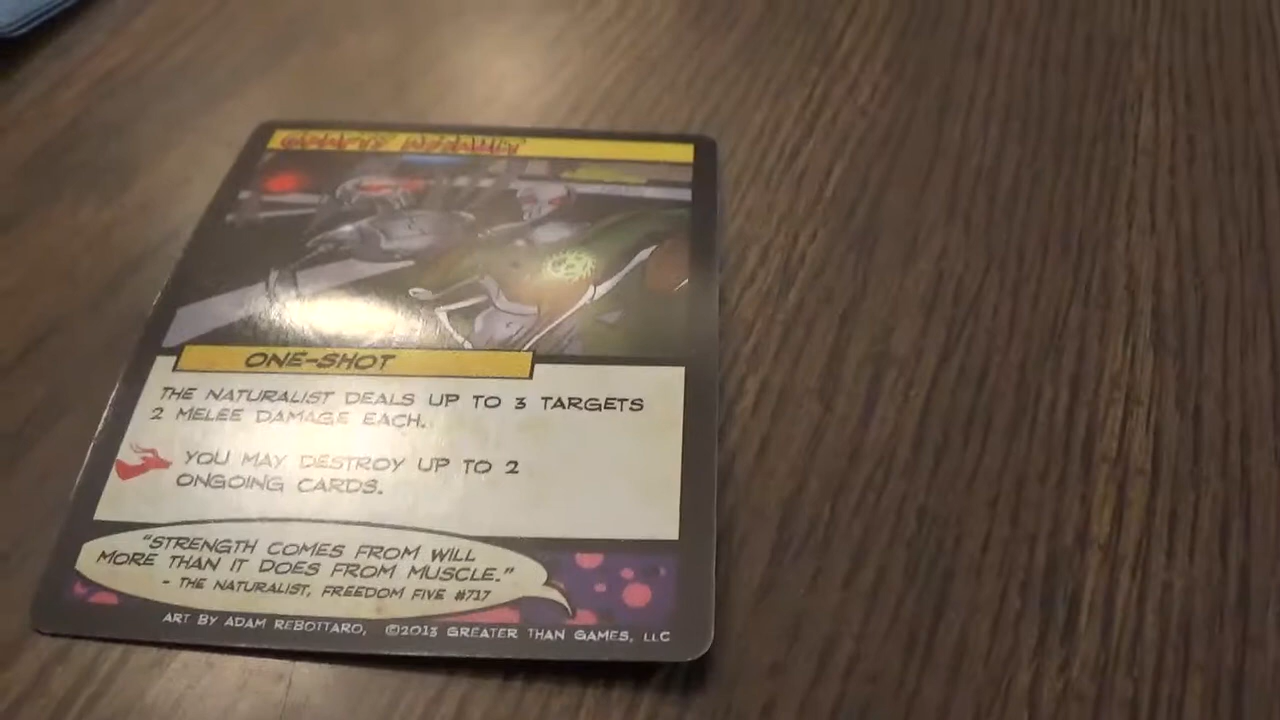 ONE-SHOT
THE NATURALIST DEALS UP TO 3 TARGETS
2 MELEE DAMAGE EACH.
YOU MAY DESTROY UP TO 2
ONGOING CARDS.
"STRENGTH COMES FROM WILL
MORE THAN IT DOES FROM MUSCLE."
- THE NATURALIST, FREEDOM FIVE #717
ART BY ADAM REBOTTARO, ©2013 GREATER THAN GAMES, LLC